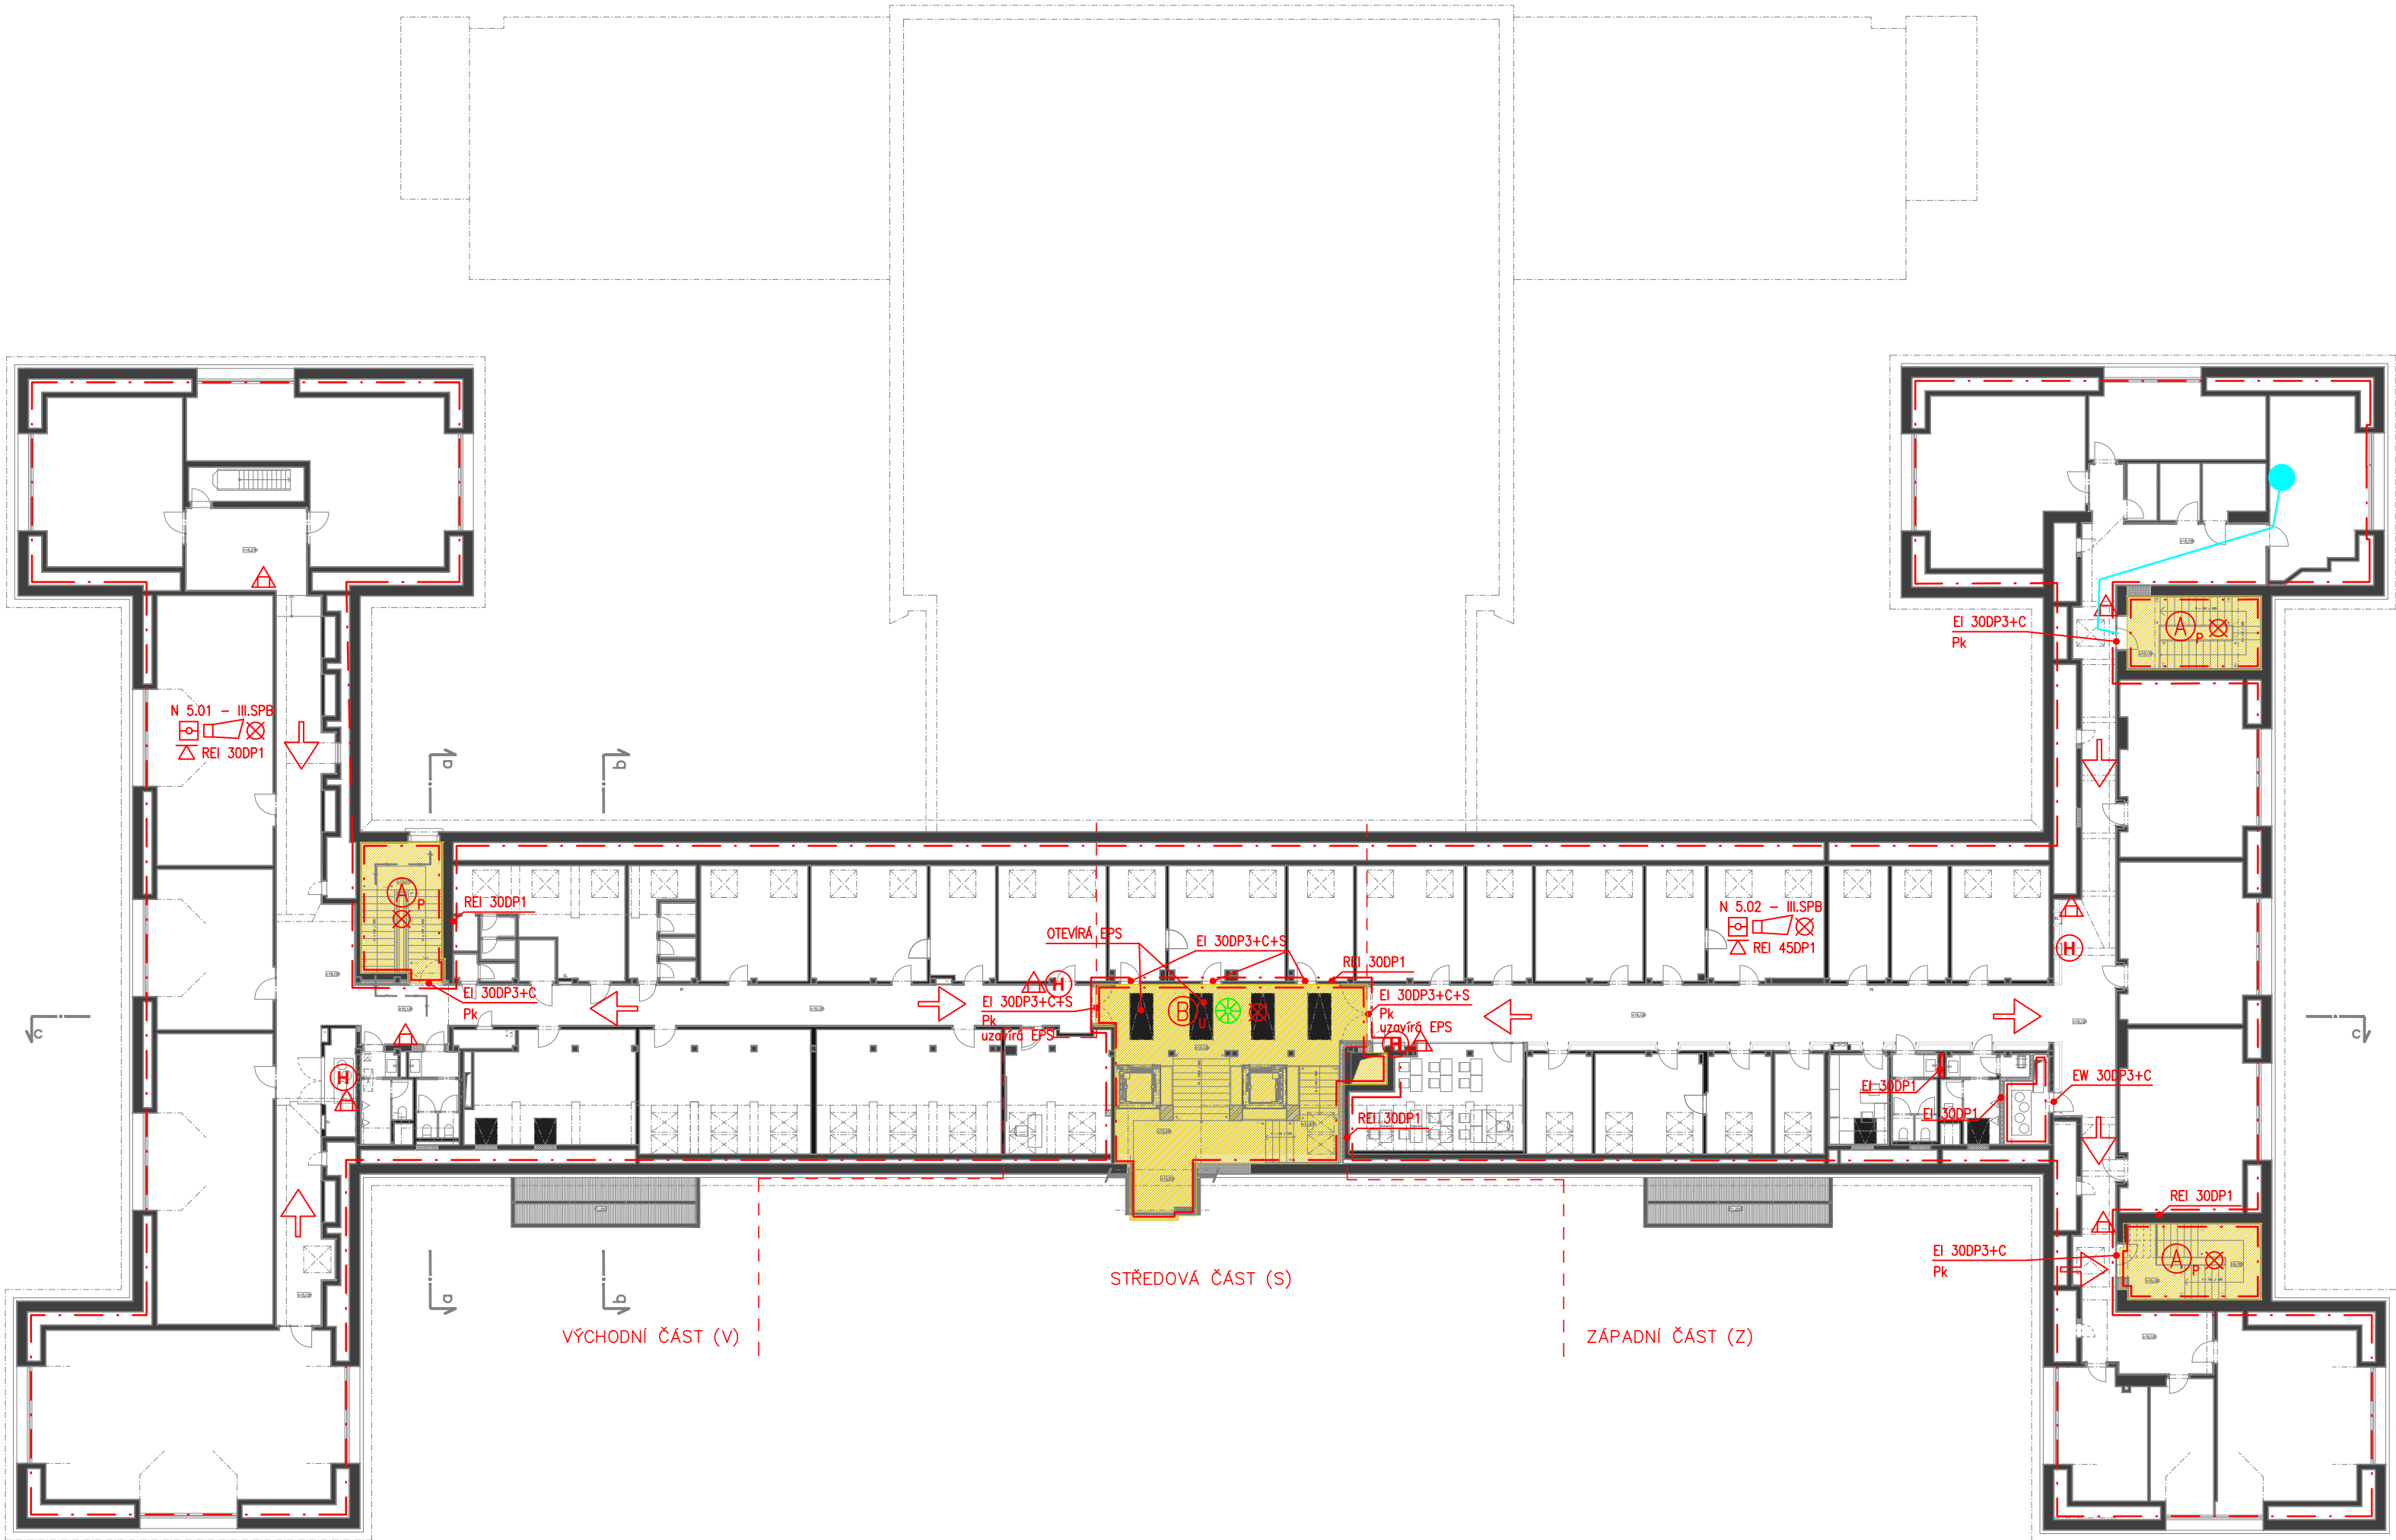 EI 30DP3+C
Pk
A
P
N 5.01 – III.SPB
REI 30DP1
a
b
A
P
REI 30DP1
N 5.02 – III.SPB
REI 45DP1
OTEVÍRÁ EPS
EI 30DP3+C+S
REI 30DP1
H
H
EI 30DP3+C
Pk
EI 30DP3+C+S
Pk
uzavírá EPS
B
U
EI 30DP3+C+S
Pk
uzavírá EPS
H
c
c
H
EI 30DP1
EW 30DP3+C
EI 30DP1
REI 30DP1
REI 30DP1
EI 30DP3+C
Pk
A
P
STŘEDOVÁ ČÁST (S)
a
b
VÝCHODNÍ ČÁST (V)
ZÁPADNÍ ČÁST (Z)